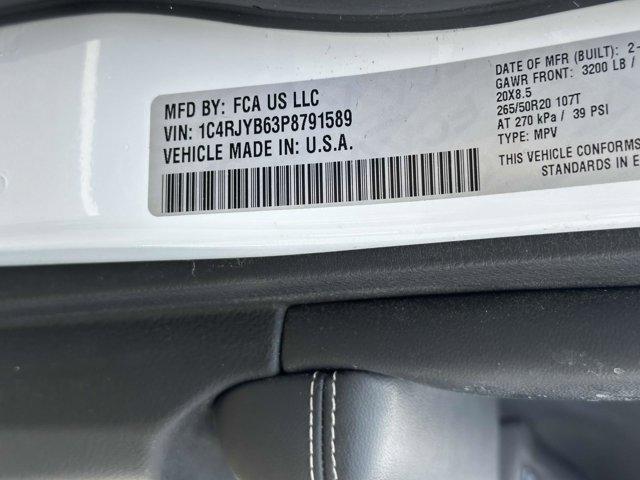 MFD BY: FCA US LLC
VIN: 1C4RJYB63P8791589
VEHICLE MADE IN: U.S.A.
DATE OF MFR (BUILT): 2-
GAWR FRONT: 3200 LB /
20X8.5
265/50R20 107T
AT 270 kPa / 39 PSI
TYPE: MPV
THIS VEHICLE CONFORMS
STANDARDS IN E